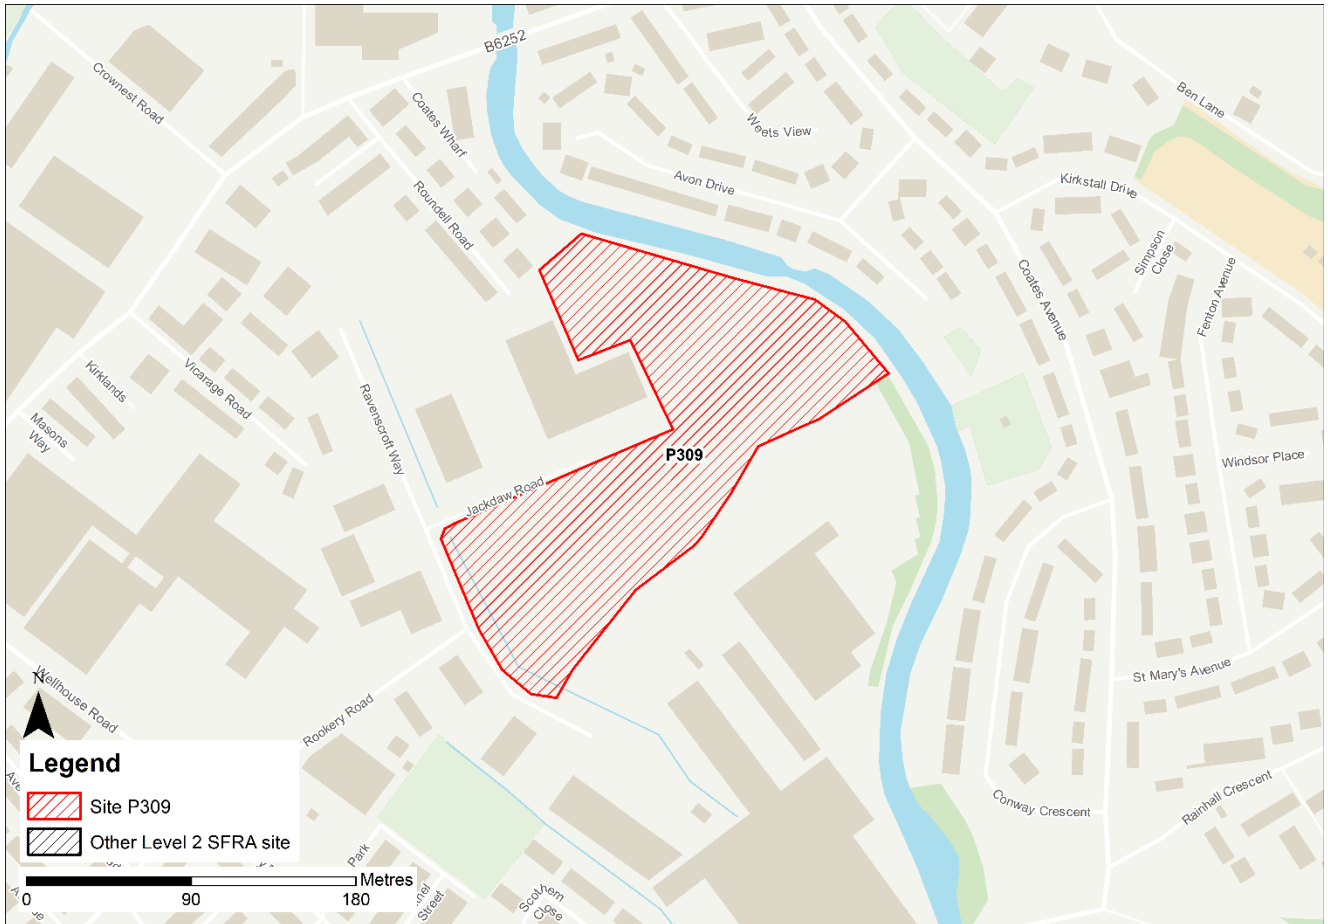 B6252
Crownest Road
Coates Wharf
Weets View
Ben Lane
Avon Drive
Kirkstall Drive
Roundell Road
Simpson
Close
Fenton Avenue
Coates Avenue
Kirklands
Vicarage Road
Masons
Way
Ravenscroft Way
P309
Windsor Place
Jackdaw Road
St Mary's Avenue
Wellhouse Road
Rookery Road
N
Legend
Site P309
Other Level 2 SFRA site
Metres
0
90
180
Conway Crescent
Rainhall Crescent
Park
Street